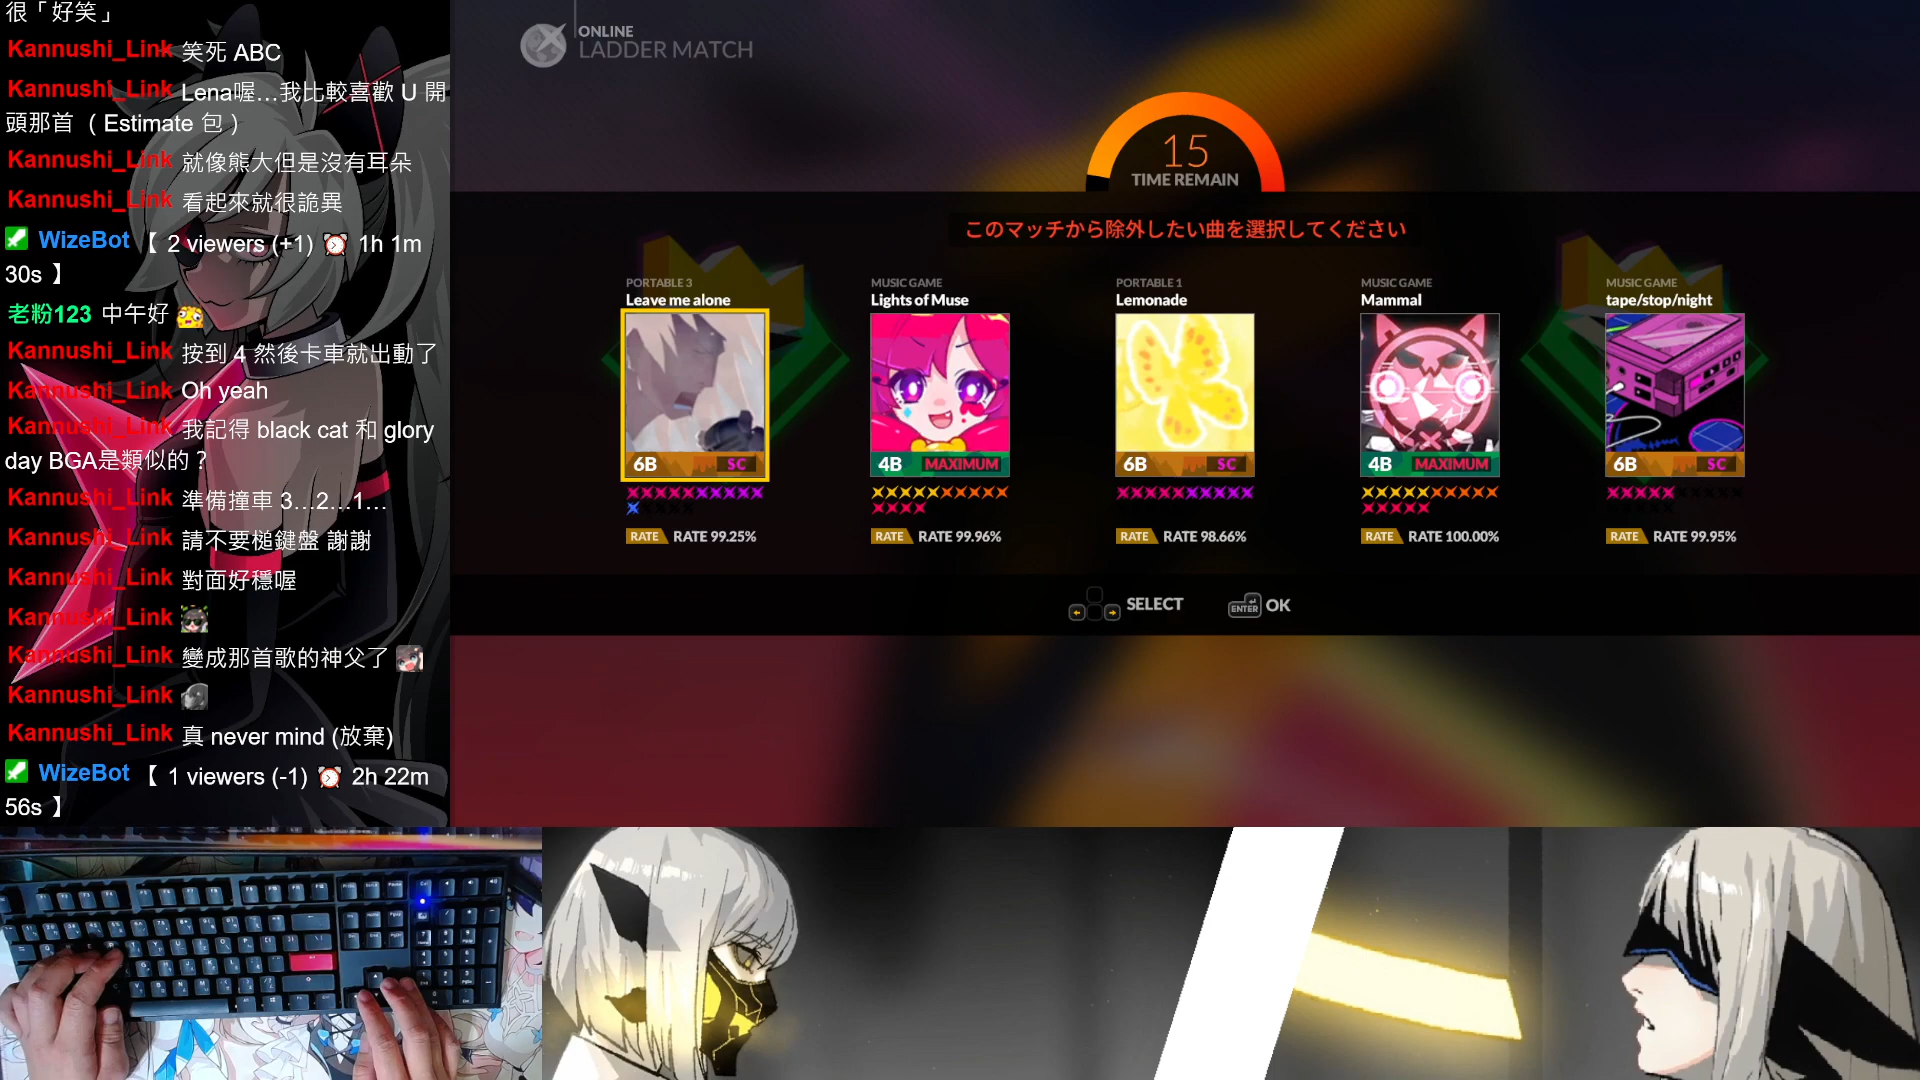 很「好笑」
Kannushi_Link 笑死 ABC
Kannushi_Link Lena喔…我比較喜歡 U 開
頭那首 （Estimate 包）
Kannushi_Link 就像熊大但是沒有耳朵
Kannushi_Link 看起來就很詭異
WizeBot 【 2 viewers (+1) ⏰ 1h 1m
30s 】
老粉123 中午好
Kannushi_Link 按到 4 然後卡車就出動了
Kannushi_Link Oh yeah
Kannushi_Link 我記得 black cat 和 glory
day BGA是類似的？
Kannushi_Link 準備撞車 3…2…1…
Kannushi_Link 請不要槌鍵盤 謝謝
Kannushi_Link 對面好穩喔
Kannushi_Link
Kannushi_Link 變成那首歌的神父了
Kannushi_Link
Kannushi_Link 真 never mind (放棄)
WizeBot 【 1 viewers (-1) ⏰ 2h 22m
56s 】
ONLINE
LADDER MATCH
15
TIME REMAIN
このマッチから除外したい曲を選択してください
PORTABLE 3
Leave me alone
6B SC
RATE RATE 99.25%
MUSIC GAME
Lights of Muse
4B MAXIMUM
RATE RATE 99.96%
PORTABLE 1
Lemonade
6B SC
RATE RATE 98.66%
MUSIC GAME
Mammal
4B MAXIMUM
RATE RATE 100.00%
MUSIC GAME
tape/stop/night
6B SC
RATE RATE 99.95%
SELECT
ENTER OK